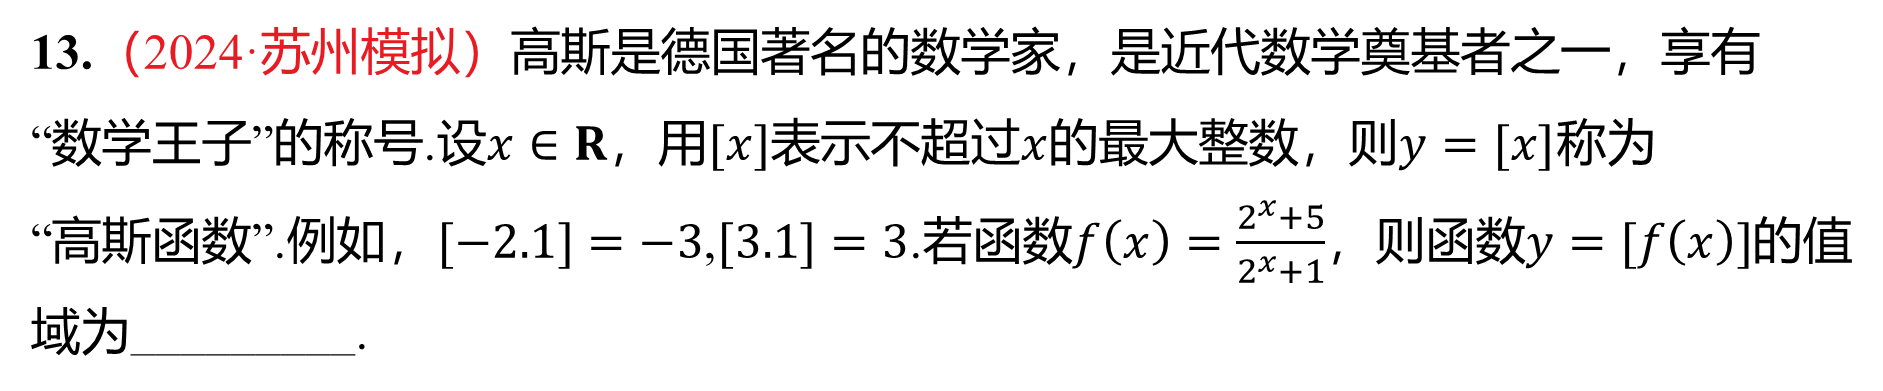 13.（2024·苏州模拟）高斯是德国著名的数学家，是近代数学奠基者之一，享有
“数学王子”的称号.设x ∈ R，用[x]表示不超过x的最大整数，则y = [x]称为
“高斯函数”.例如，[−2.1] = −3,[3.1] = 3.若函数f(x) = \frac{2^x+5}{2^x+1}，则函数y = [f(x)]的值
域为_________.